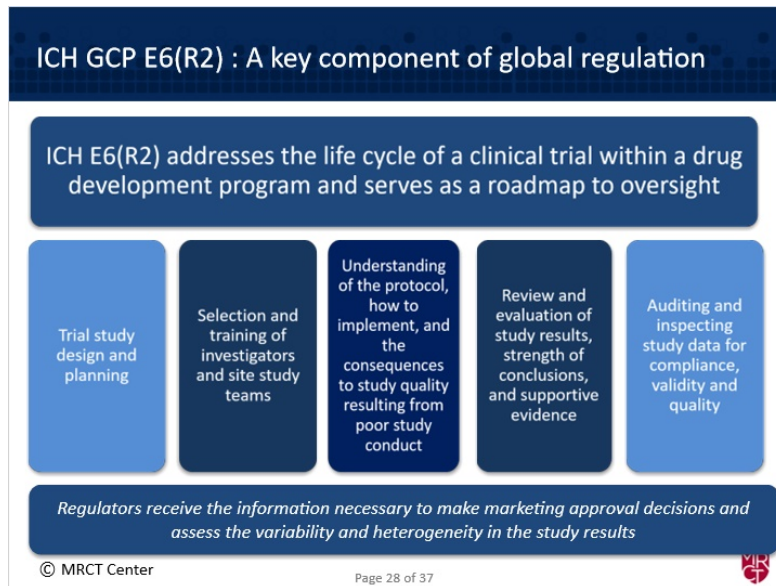 ICH GCP E6(R2) : A key component of global regulation
ICH E6(R2) addresses the life cycle of a clinical trial within a drug
development program and serves as a roadmap to oversight
Trial study
design and
planning
Selection and
training of
investigators
and site study
teams
Understanding
of the protocol,
how to
implement, and
the
consequences
to study quality
resulting from
poor study
conduct
Review and
evaluation of
study results,
strength of
conclusions,
and supportive
evidence
Auditing and
inspecting
study data for
compliance,
validity and
quality
Regulators receive the information necessary to make marketing approval decisions and
assess the variability and heterogeneity in the study results
© MRCT Center
Page 28 of 37
MR
CT